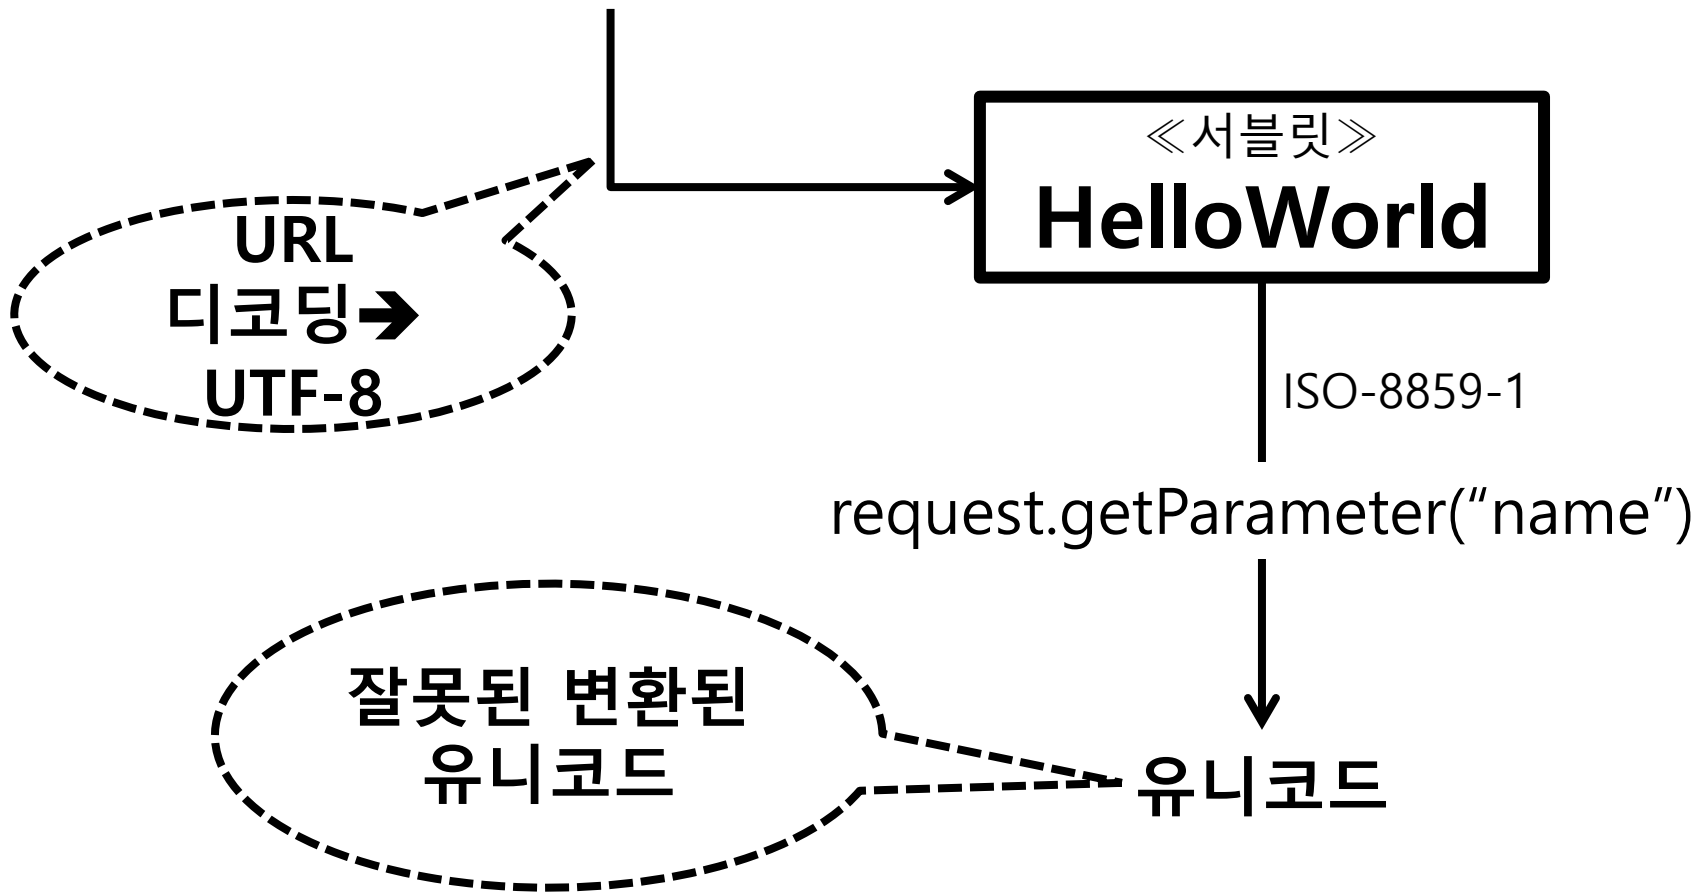 ≪서블릿≫
HelloWorld
URL
디코딩➔
UTF-8
ISO-8859-1
request.getParameter(“name”)
잘못된 변환된
유니코드
유니코드